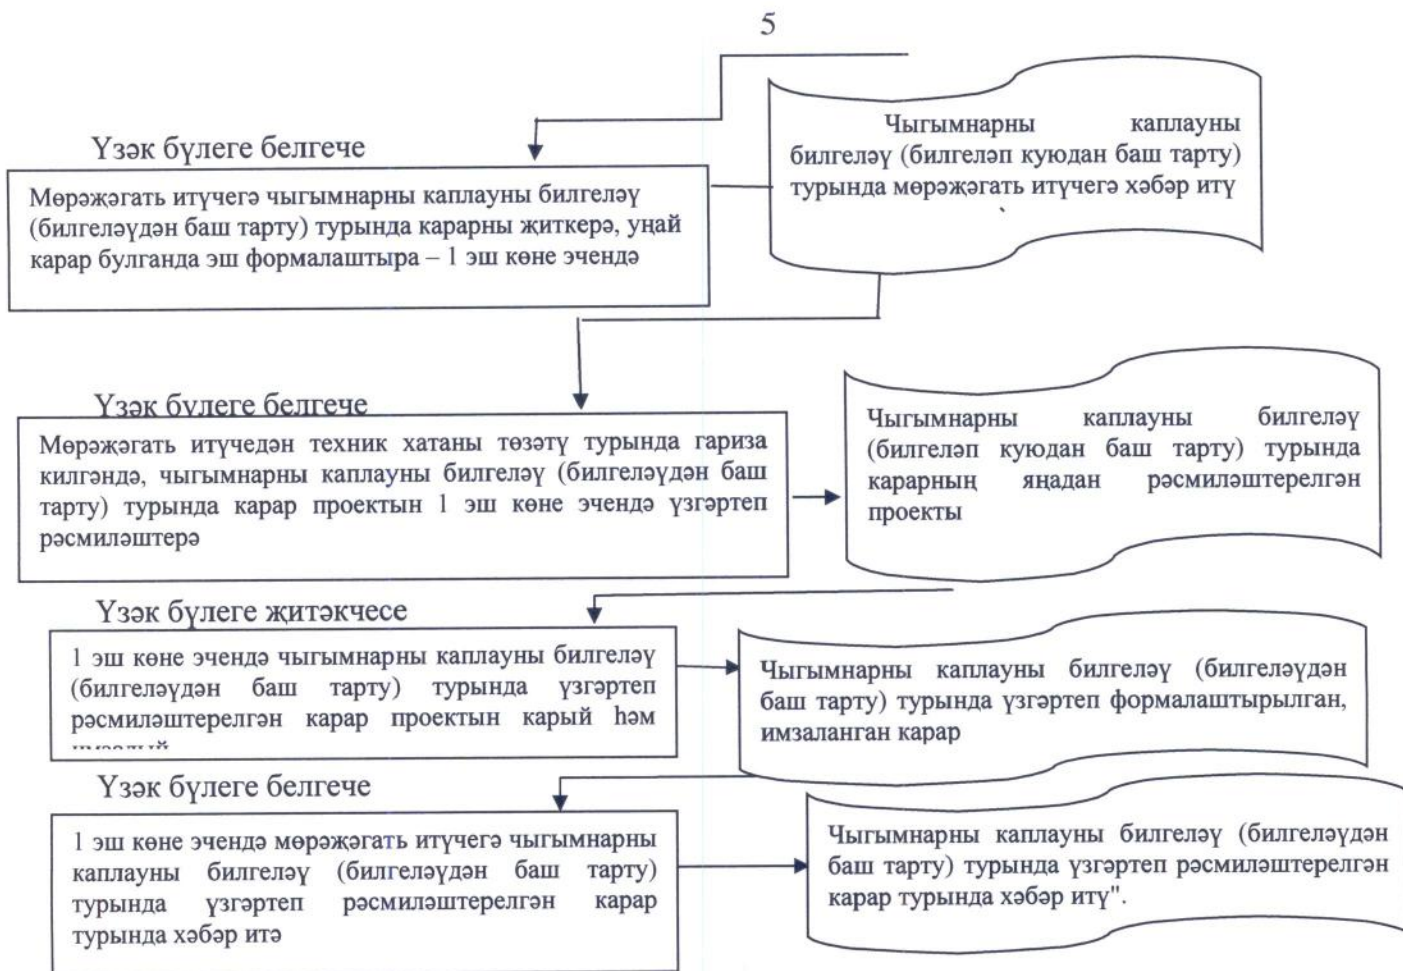 5
Үзәк бүлеге белгече
Мөрәҗәгать итүчегә чыгымнарны каплауны билгеләү
(билгеләүдән баш тарту) турында карарны җиткерә, уңай
карар булганда эш формалаштыра – 1 эш көне эчендә
Чыгымнарны каплауны
билгеләү (билгеләп куюдан баш тарту)
турында мөрәҗәгать итүчегә хәбәр итү
Үзәк бүлеге белгече
Мөрәҗәгать итүчедән техник хатаны төзәтү турында гариза
килгәндә, чыгымнарны каплауны билгеләү (билгеләүдән баш
тарту) турында карар проектын 1 эш көне эчендә үзгәртеп
рәсмиләштерә
Чыгымнарны каплауны билгеләү
(билгеләп куюдан баш тарту) турында
карарның яңадан рәсмиләштерелгән
проекты
Үзәк бүлеге җитәкчесе
1 эш көне эчендә чыгымнарны каплауны билгеләү
(билгеләүдән баш тарту) турында үзгәртеп
рәсмиләштерелгән карар проектын карый һәм
Чыгымнарны каплауны билгеләү (билгеләүдән
баш тарту) турында үзгәртеп формалаштырылган,
имзаланган карар
Үзәк бүлеге белгече
1 эш көне эчендә мөрәҗәгать итүчегә чыгымнарны
каплауны билгеләү (билгеләүдән баш тарту)
турында үзгәртеп рәсмиләштерелгән карар
турында хәбәр итә
Чыгымнарны каплауны билгеләү (билгеләүдән
баш тарту) турында үзгәртеп рәсмиләштерелгән
карар турында хәбәр итү".